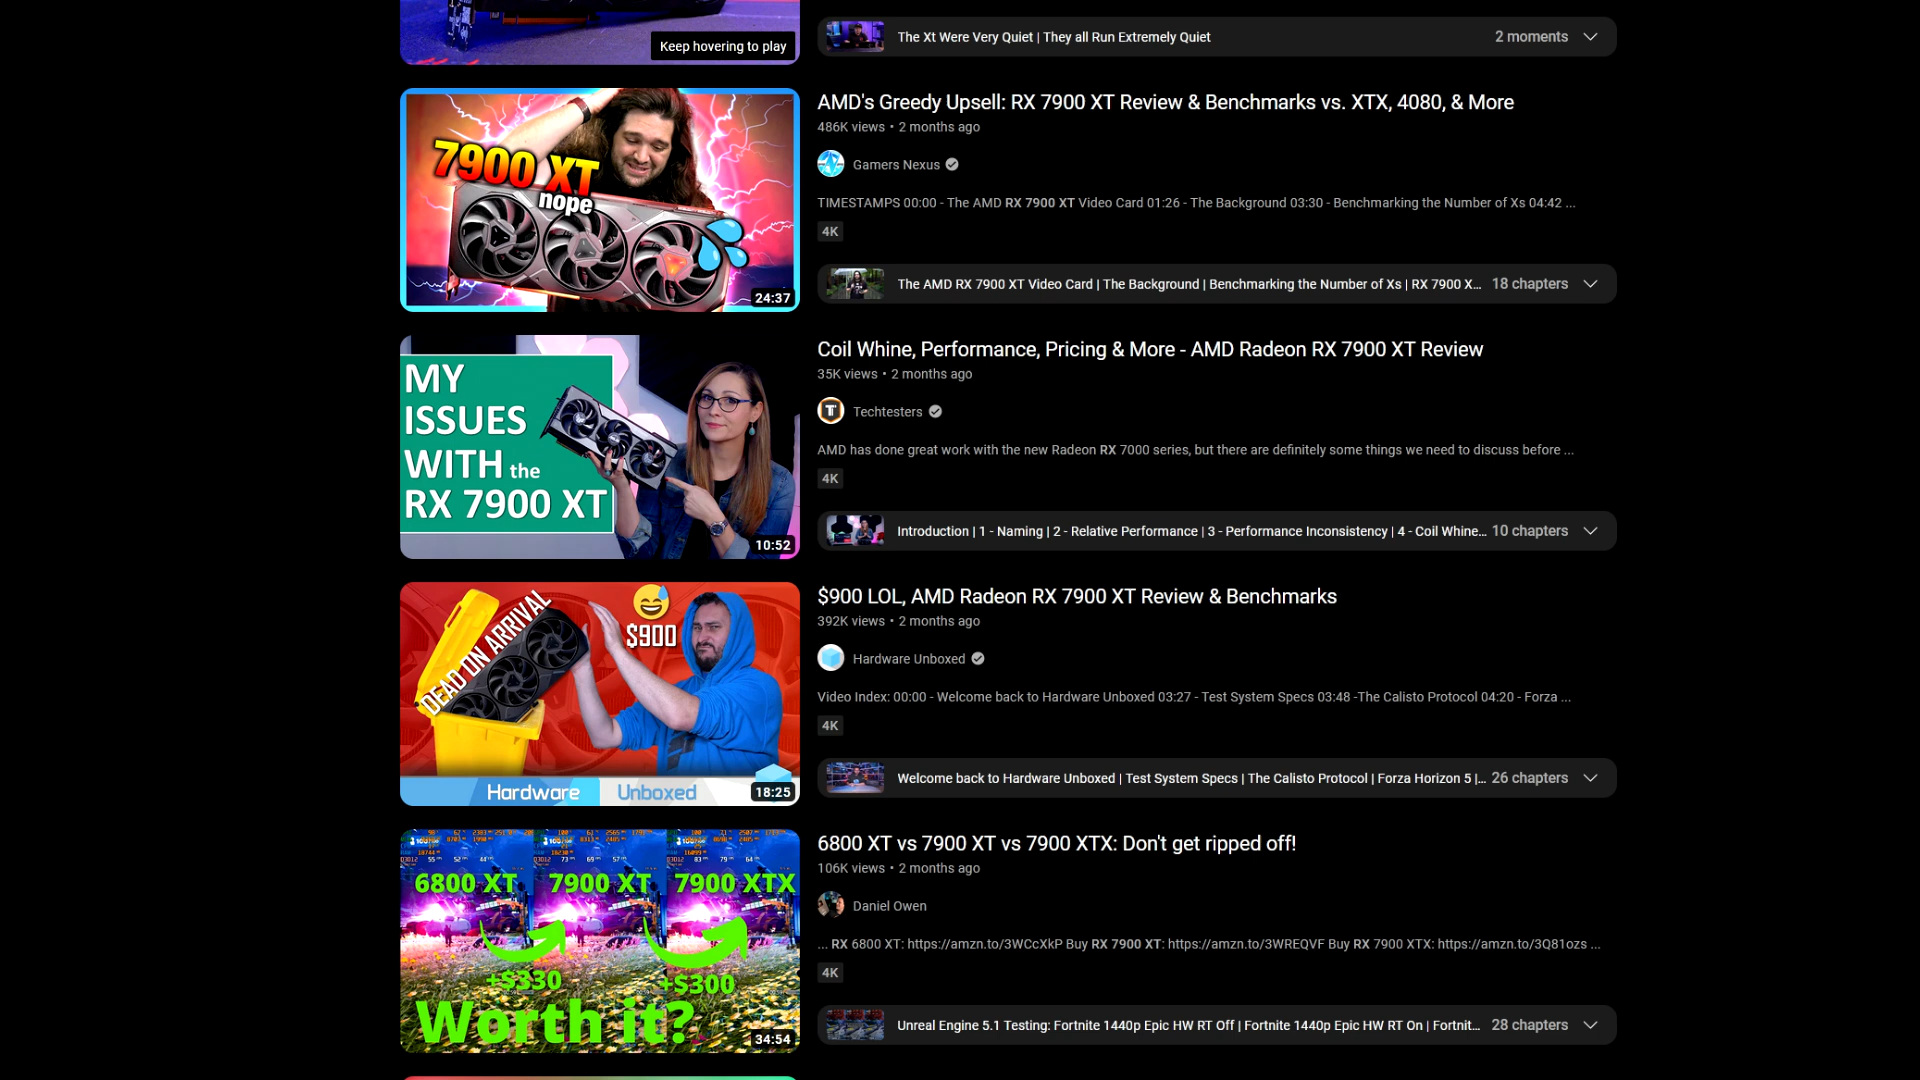 Keep hovering to play
The Xt Were Very Quiet | They all Run Extremely Quiet
2 moments
7900 XT
nope
24:37
AMD's Greedy Upsell: RX 7900 XT Review & Benchmarks vs. XTX, 4080, & More
486K views • 2 months ago
Gamers Nexus
TIMESTAMPS 00:00 - The AMD RX 7900 XT Video Card 01:26 - The Background 03:30 - Benchmarking the Number of Xs 04:42 ...
4K
The AMD RX 7900 XT Video Card | The Background | Benchmarking the Number of Xs | RX 7900 X...
18 chapters
MY
ISSUES
WITH the
RX 7900 XT
10:52
Coil Whine, Performance, Pricing & More - AMD Radeon RX 7900 XT Review
35K views • 2 months ago
Techtesters
AMD has done great work with the new Radeon RX 7000 series, but there are definitely some things we need to discuss before ...
4K
Introduction | 1 - Naming | 2 - Relative Performance | 3 - Performance Inconsistency | 4 - Coil Whine...
10 chapters
DEAD ON ARRIVAL
$900
Hardware Unboxed
18:25
$900 LOL, AMD Radeon RX 7900 XT Review & Benchmarks
392K views • 2 months ago
Hardware Unboxed
Video Index: 00:00 - Welcome back to Hardware Unboxed 03:27 - Test System Specs 03:48 -The Calisto Protocol 04:20 - Forza ...
4K
Welcome back to Hardware Unboxed | Test System Specs | The Calisto Protocol | Forza Horizon 5 |...
26 chapters
6800 XT 7900 XT 7900 XTX
+$330 +$300
Worth it?
34:54
6800 XT vs 7900 XT vs 7900 XTX: Don't get ripped off!
106K views • 2 months ago
Daniel Owen
... RX 6800 XT: https://amzn.to/3WCcXkP Buy RX 7900 XT: https://amzn.to/3WREQVF Buy RX 7900 XTX: https://amzn.to/3Q81ozs ...
4K
Unreal Engine 5.1 Testing: Fortnite 1440p Epic HW RT Off | Fortnite 1440p Epic HW RT On | Fortnit...
28 chapters